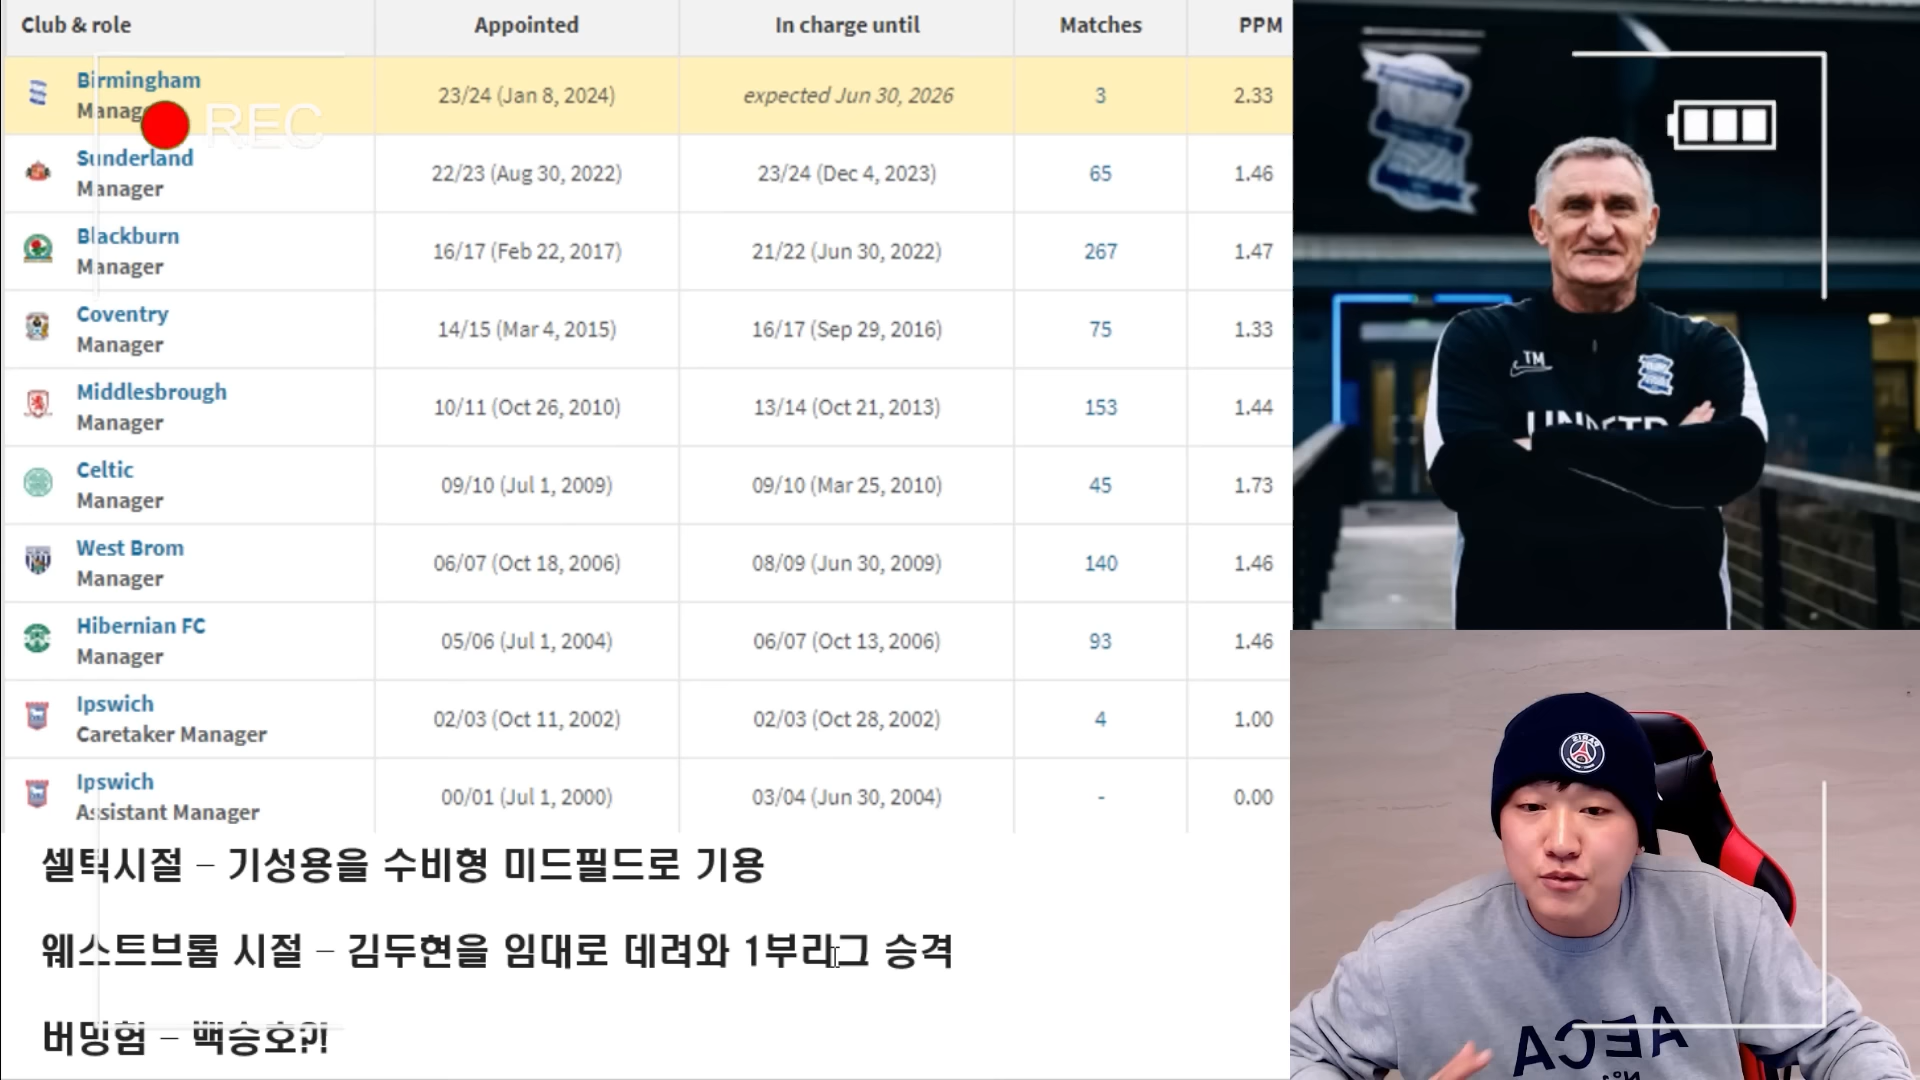 Club & role Appointed In charge until Matches PPM
Birmingham
Manag 23/24 (Jan 8, 2024) expected Jun 30, 2026 3 2.33
REC
Sunderland
Manager 22/23 (Aug 30, 2022) 23/24 (Dec 4, 2023) 65 1.46
Blackburn
Manager 16/17 (Feb 22, 2017) 21/22 (Jun 30, 2022) 267 1.47
Coventry
Manager 14/15 (Mar 4, 2015) 16/17 (Sep 29, 2016) 75 1.33
Middlesbrough
Manager 10/11 (Oct 26, 2010) 13/14 (Oct 21, 2013) 153 1.44
Celtic
Manager 09/10 (Jul 1, 2009) 09/10 (Mar 25, 2010) 45 1.73
West Brom
Manager 06/07 (Oct 18, 2006) 08/09 (Jun 30, 2009) 140 1.46
Hibernian FC
Manager 05/06 (Jul 1, 2004) 06/07 (Oct 13, 2006) 93 1.46
Ipswich
Caretaker Manager 02/03 (Oct 11, 2002) 02/03 (Oct 28, 2002) 4 1.00
Ipswich
Assistant Manager 00/01 (Jul 1, 2000) 03/04 (Jun 30, 2004) - 0.00
셀틱시절 – 기성용을 수비형 미드필드로 기용
웨스트브롬 시절 – 김두현을 임대로 데려와 1부리그 승격
버밍험 – 백승호?!
TM
PARIS
AECA